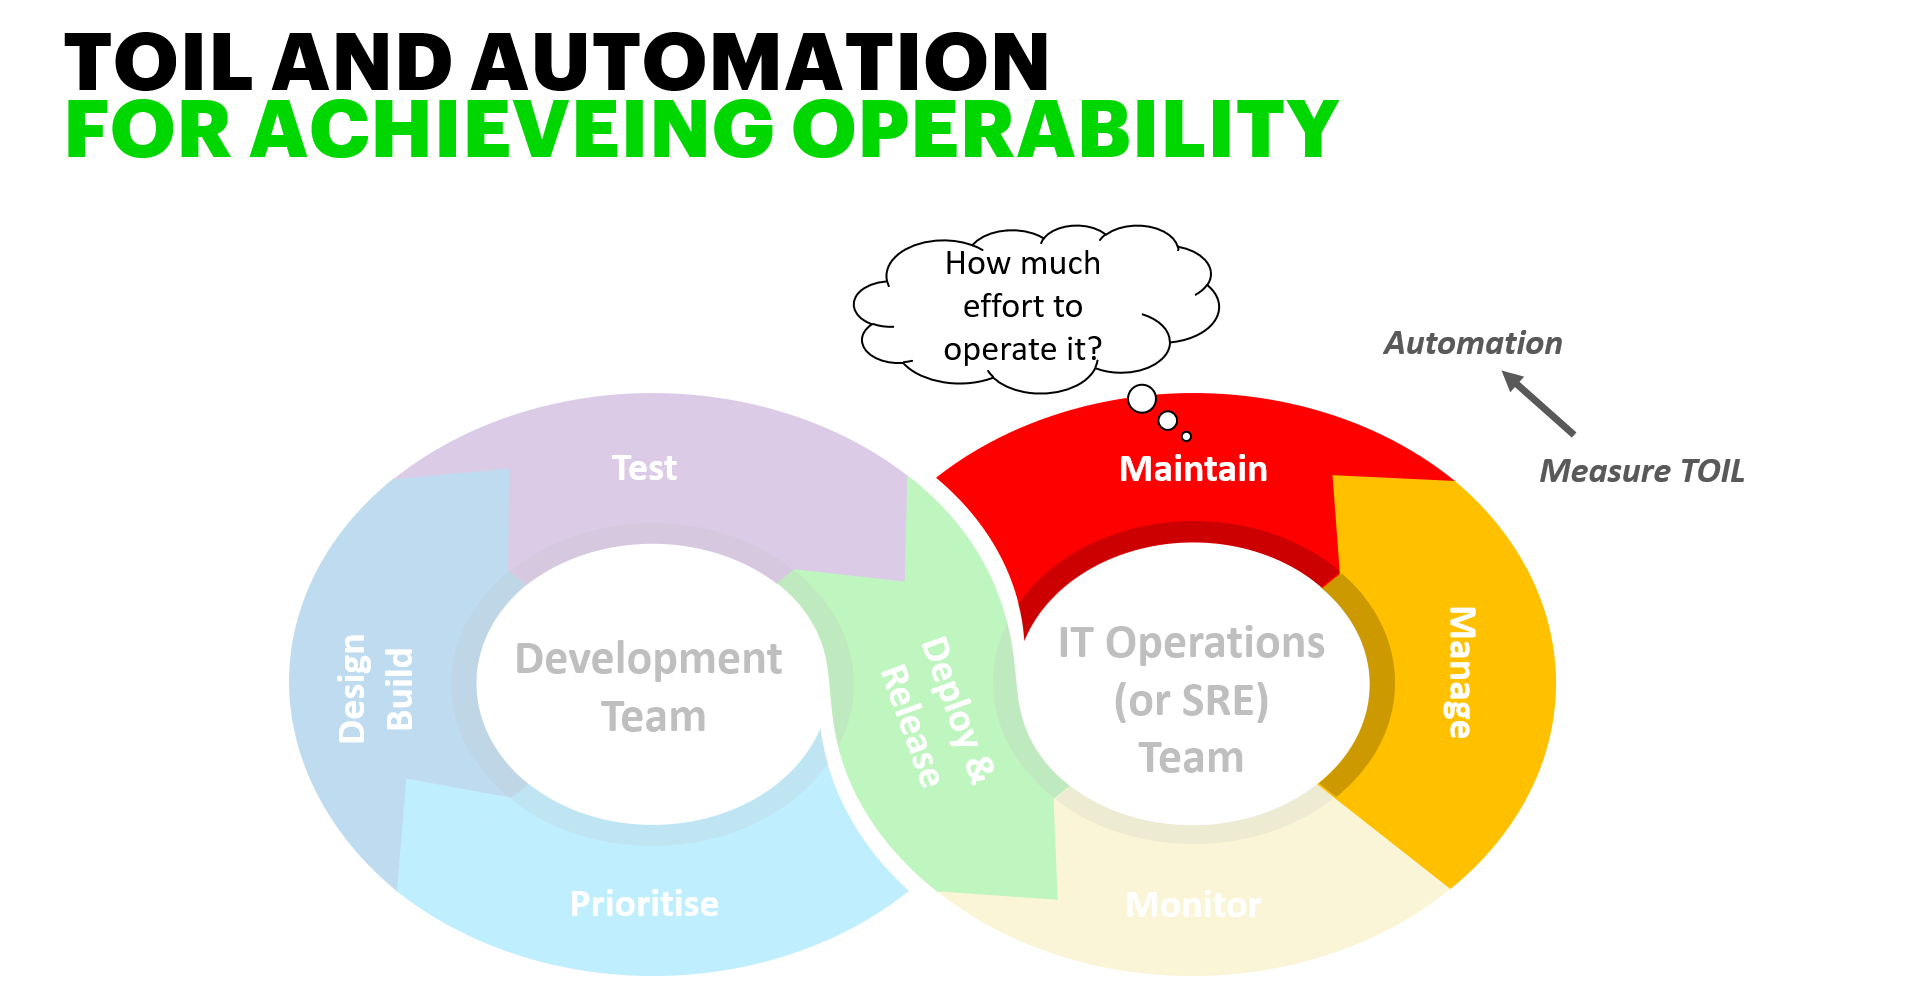 TOIL AND AUTOMATION
FOR ACHIEVEING OPERABILITY
How much
effort to
operate it?
Automation
Measure TOIL
Test
Maintain
Design
Build
Development
Team
Deploy &
Release
IT Operations
(or SRE)
Team
Manage
Prioritise
Monitor